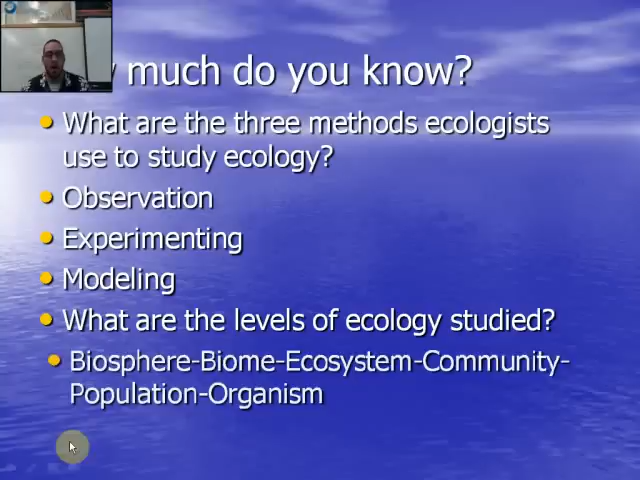 much do you know?
What are the three methods ecologists
use to study ecology?
Observation
Experimenting
Modeling
What are the levels of ecology studied?
Biosphere-Biome-Ecosystem-Community-
Population-Organism